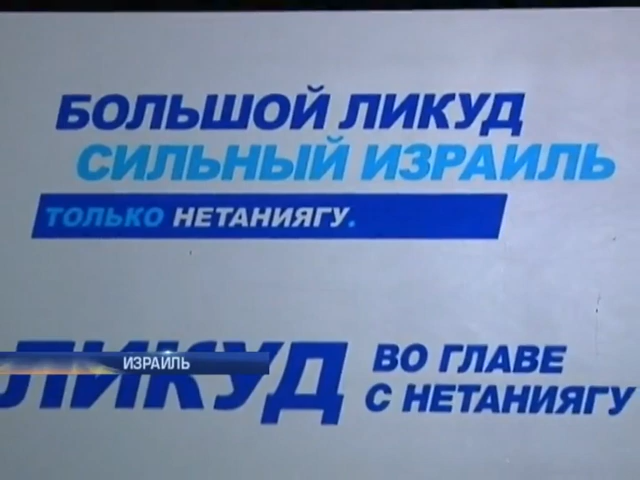 БОЛЬШОЙ ЛИКУД
СИЛЬНЫЙ ИЗРАИЛЬ
ТОЛЬКО НЕТАНИЯГУ.
ИЗРАИЛЬ
ЛИКУД
ВО ГЛАВЕ
С НЕТАНИЯГУ